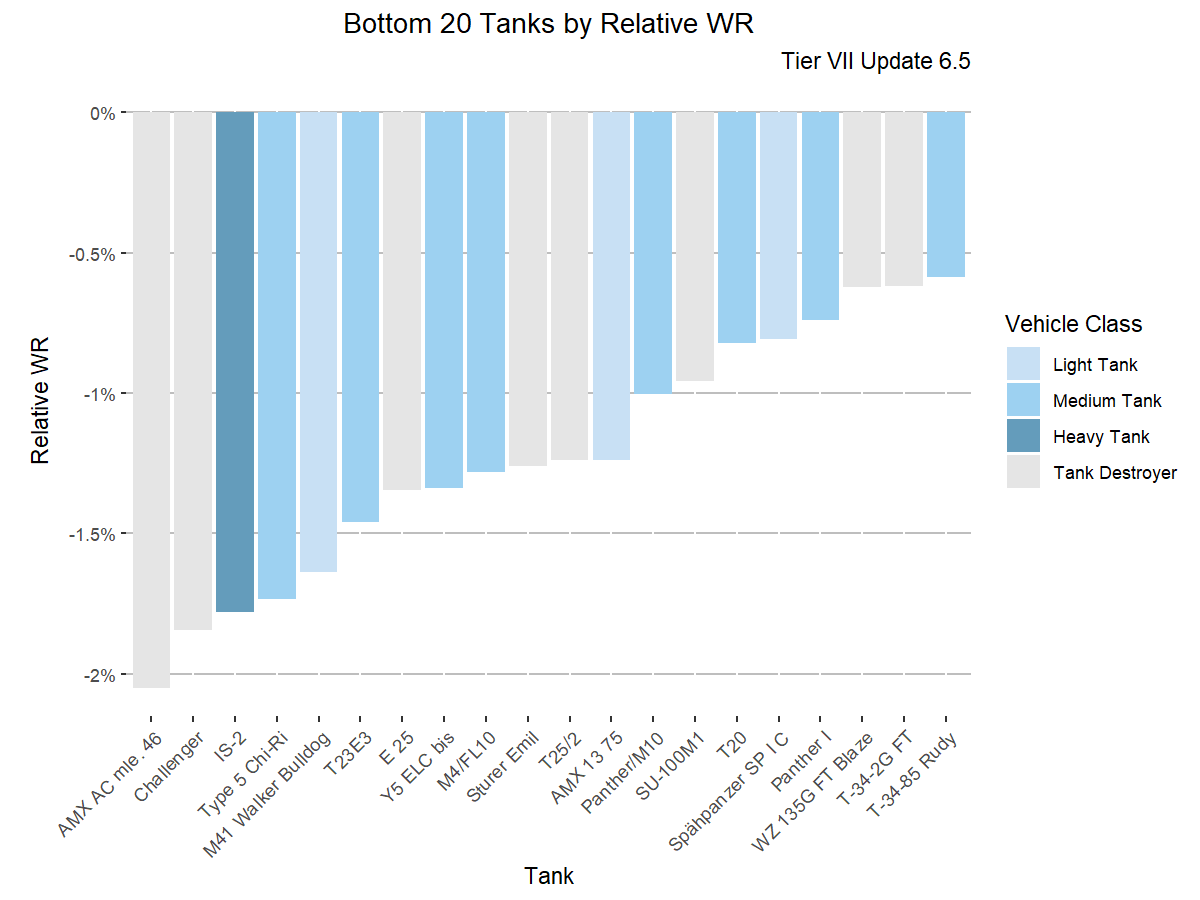 Bottom 20 Tanks by Relative WR
Tier VII Update 6.5
0%
-0.5%
-1%
-1.5%
-2%
Relative WR
AMX AC mle. 46
Challenger
IS-2
Type 5 Chi-Ri
M41 Walker Bulldog
T23E3
E 25
Y5 ELC bis
M4/FL10
Sturer Emil
T25/2
AMX 13 75
Panther/M10
SU-100M1
T20
Spähpanzer SP I C
Panther I
WZ 135G FT Blaze
T-34-2G FT
T-34-85 Rudy
Tank
Vehicle Class
Light Tank
Medium Tank
Heavy Tank
Tank Destroyer